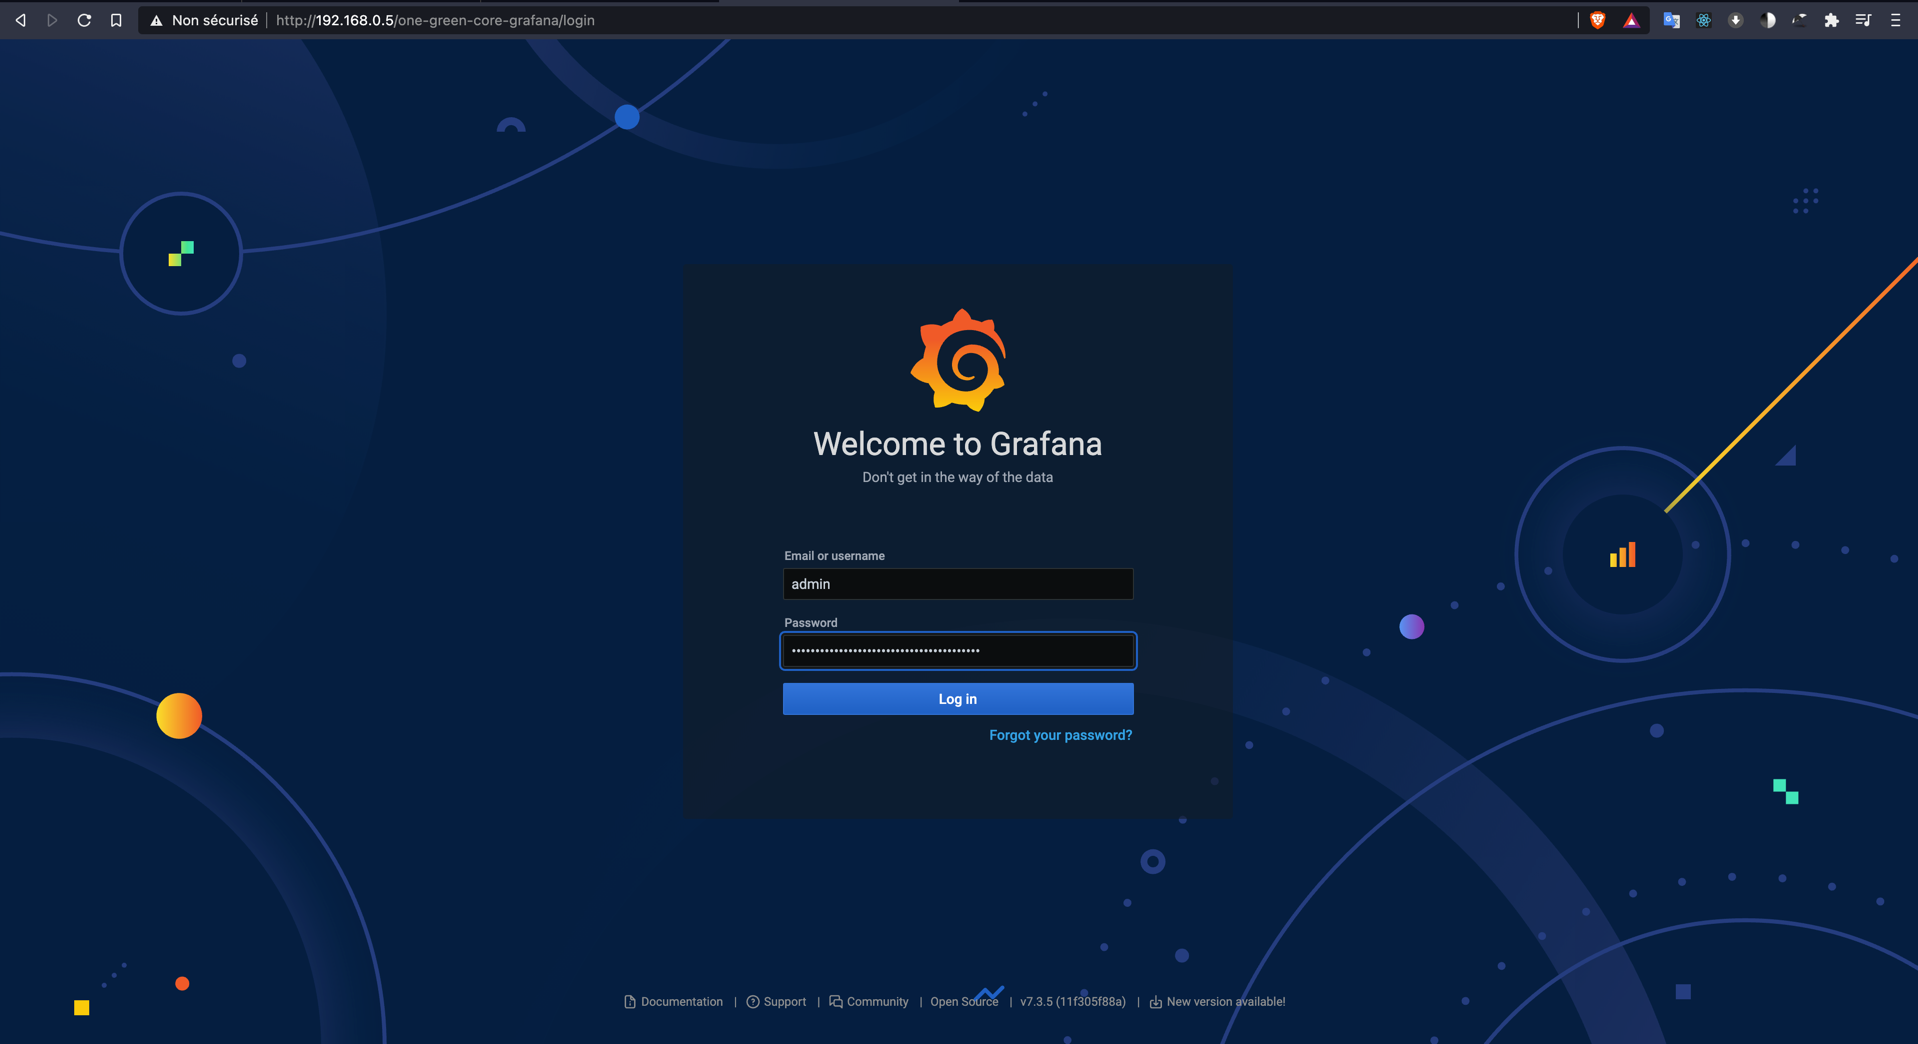 Non sécurisé | http://192.168.0.5/one-green-core-grafana/login
Welcome to Grafana
Don't get in the way of the data
Email or username
admin
Password
••••••••••••••••••••••••••••••••••••••••
Log in
Forgot your password?
Documentation | Support | Community | Open Source | v7.3.5 (11f305f88a) | New version available!